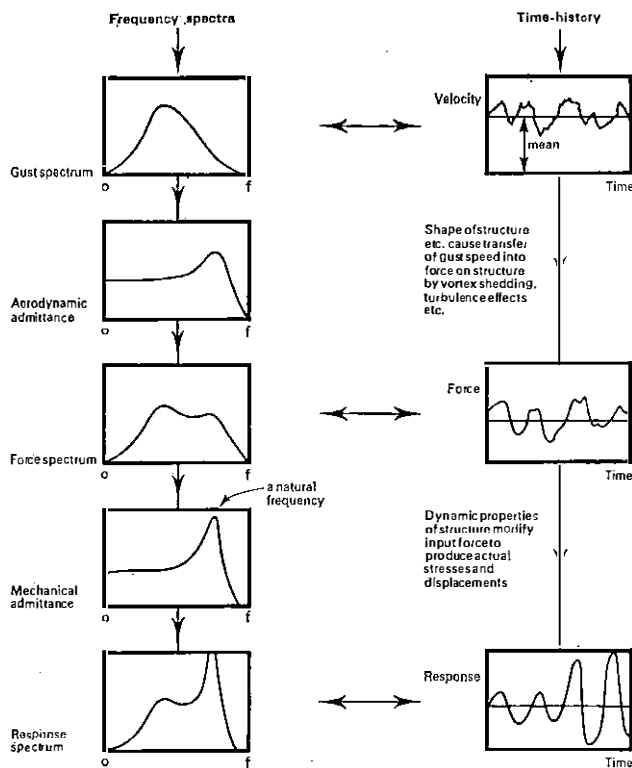 Frequency spectra
Time-history
Velocity
mean
Gust spectrum
o
f
Time
Shape of structure
etc. cause transfer
of gust speed into
force on structure
by vortex shedding,
turbulence effects
etc.
Aerodynamic
admittance
o
f
Force
Force spectrum
o
f
Time
a natural
frequency
Dynamic properties
of structure modify
input force to
produce actual
stresses and
displacements
Mechanical
admittance
o
f
Response
Response
spectrum
o
f
Time